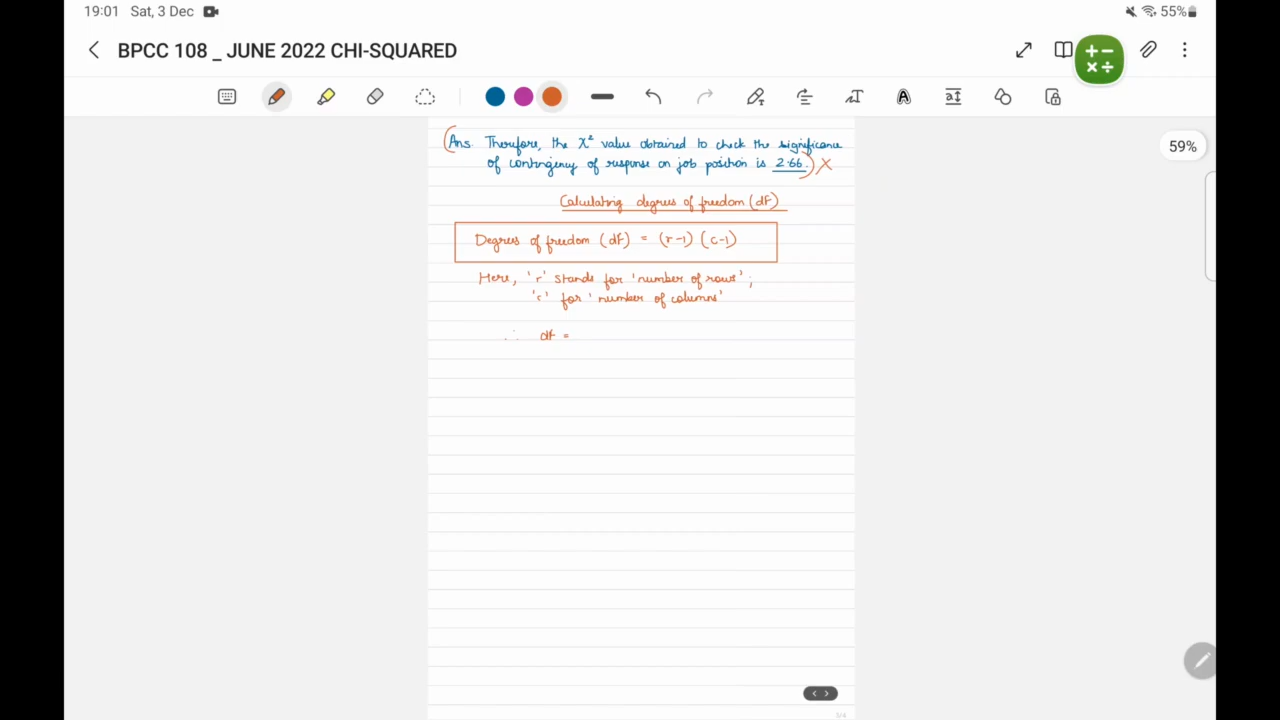 19:01 Sat, 3 Dec 55%
BPCC 108 _ JUNE 2022 CHI-SQUARED
59%
(Ans. Therefore, the χ² value obtained to check the significance
of contingency of response on job position is 2.66.) X
Calculating degrees of freedom (df)
Degrees of freedom (df) = (r-1) (c-1)
Here, 'r' stands for 'number of rows';
'c' for 'number of columns'
∴ df =
3/4